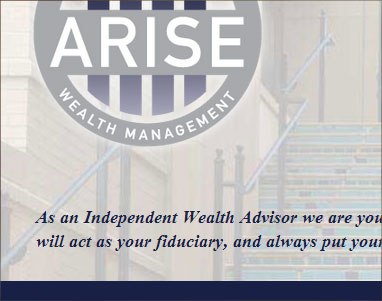 ARISE
WEALTH MANAGEMENT
As an Independent Wealth Advisor we are you
will act as your fiduciary, and always put your